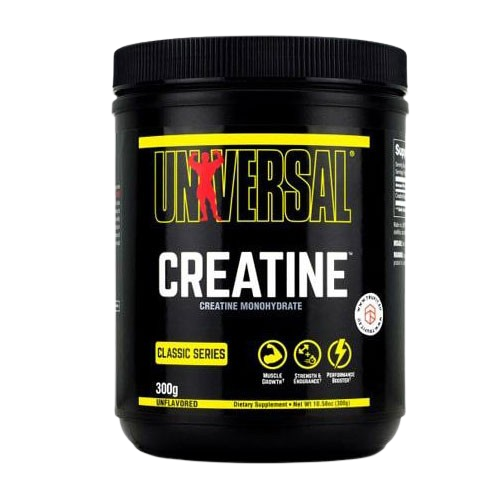 UNIVERSAL®
CREATINE™
CREATINE MONOHYDRATE
CLASSIC SERIES
MUSCLE GROWTH†
STRENGTH & ENDURANCE†
PERFORMANCE BOOSTER†
300g
UNFLAVORED
Dietary Supplement • Net Wt 10.58oz (300g)